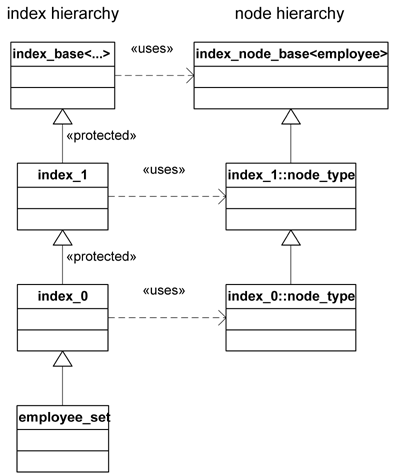 index hierarchy
node hierarchy
index_base<...>
«uses»
index_node_base<employee>
«protected»
index_1
«uses»
index_1::node_type
«protected»
index_0
«uses»
index_0::node_type
employee_set